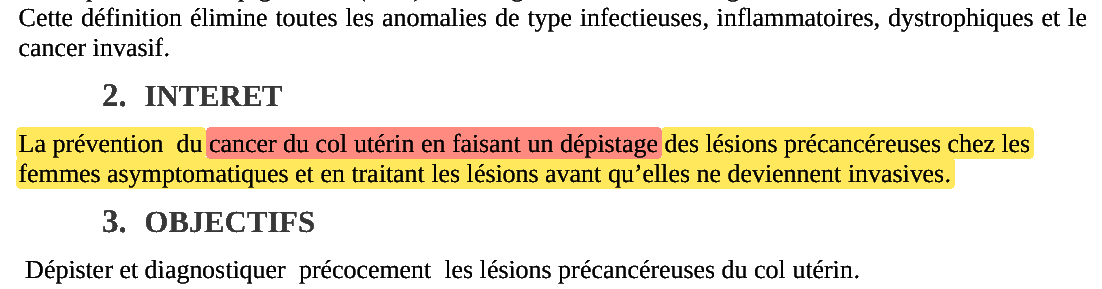 Cette définition élimine toutes les anomalies de type infectieuses, inflammatoires, dystrophiques et le
cancer invasif.
2. INTERET
La prévention du cancer du col utérin en faisant un dépistage des lésions précancéreuses chez les
femmes asymptomatiques et en traitant les lésions avant qu’elles ne deviennent invasives.
3. OBJECTIFS
Dépister et diagnostiquer précocement les lésions précancéreuses du col utérin.